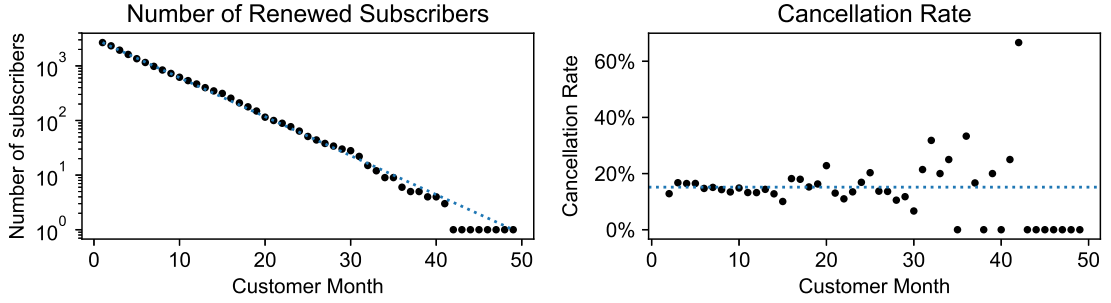 Number of Renewed Subscribers
Number of subscribers
10³
10²
10¹
10⁰
0 10 20 30 40 50
Customer Month
Cancellation Rate
Cancellation Rate
60%
40%
20%
0%
0 10 20 30 40 50
Customer Month